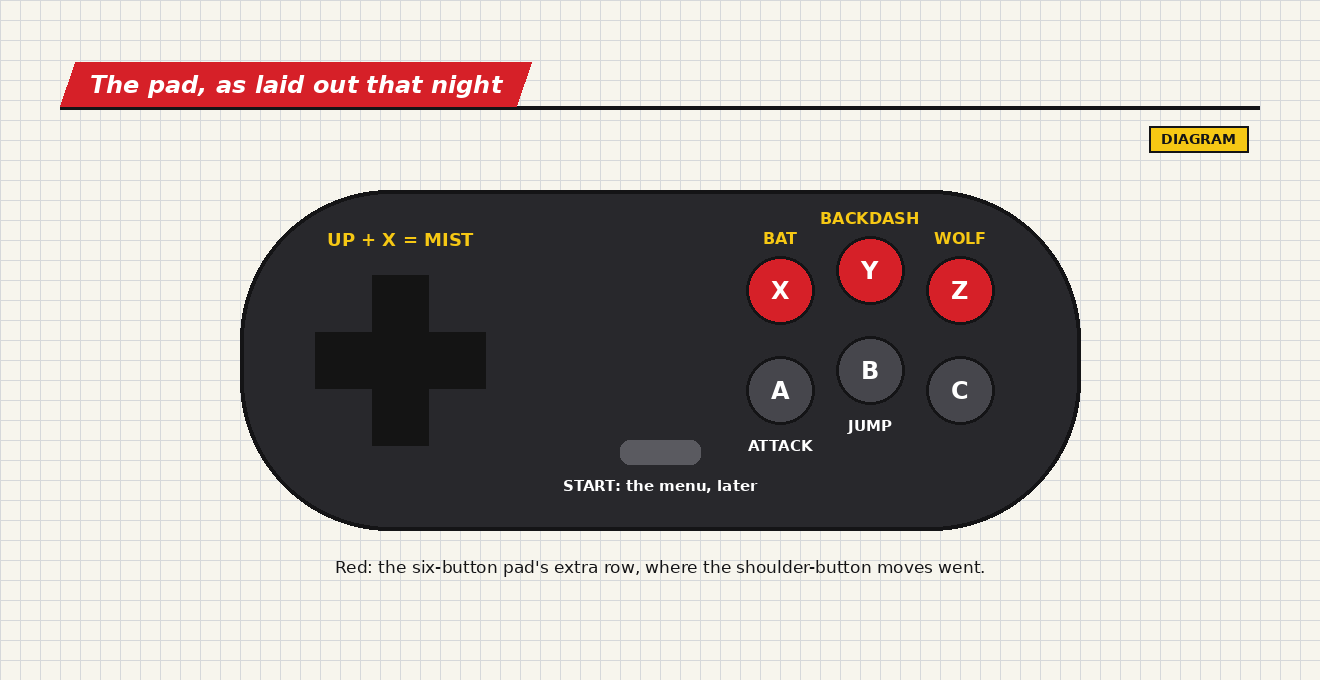 The pad, as laid out that night
DIAGRAM
UP + X = MIST
BACKDASH
BAT
WOLF
X
Y
Z
A
B
C
JUMP
ATTACK
START: the menu, later
Red: the six-button pad's extra row, where the shoulder-button moves went.